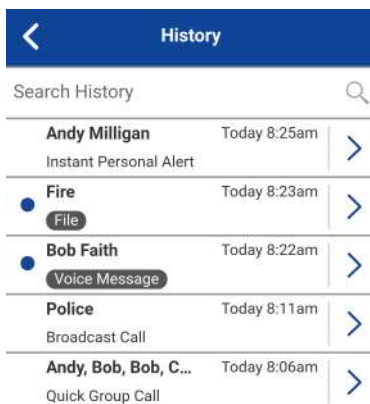 History
Search History
Andy Milligan Today 8:25am
Instant Personal Alert
Fire Today 8:23am
File
Bob Faith Today 8:22am
Voice Message
Police Today 8:11am
Broadcast Call
Andy, Bob, Bob, C... Today 8:06am
Quick Group Call